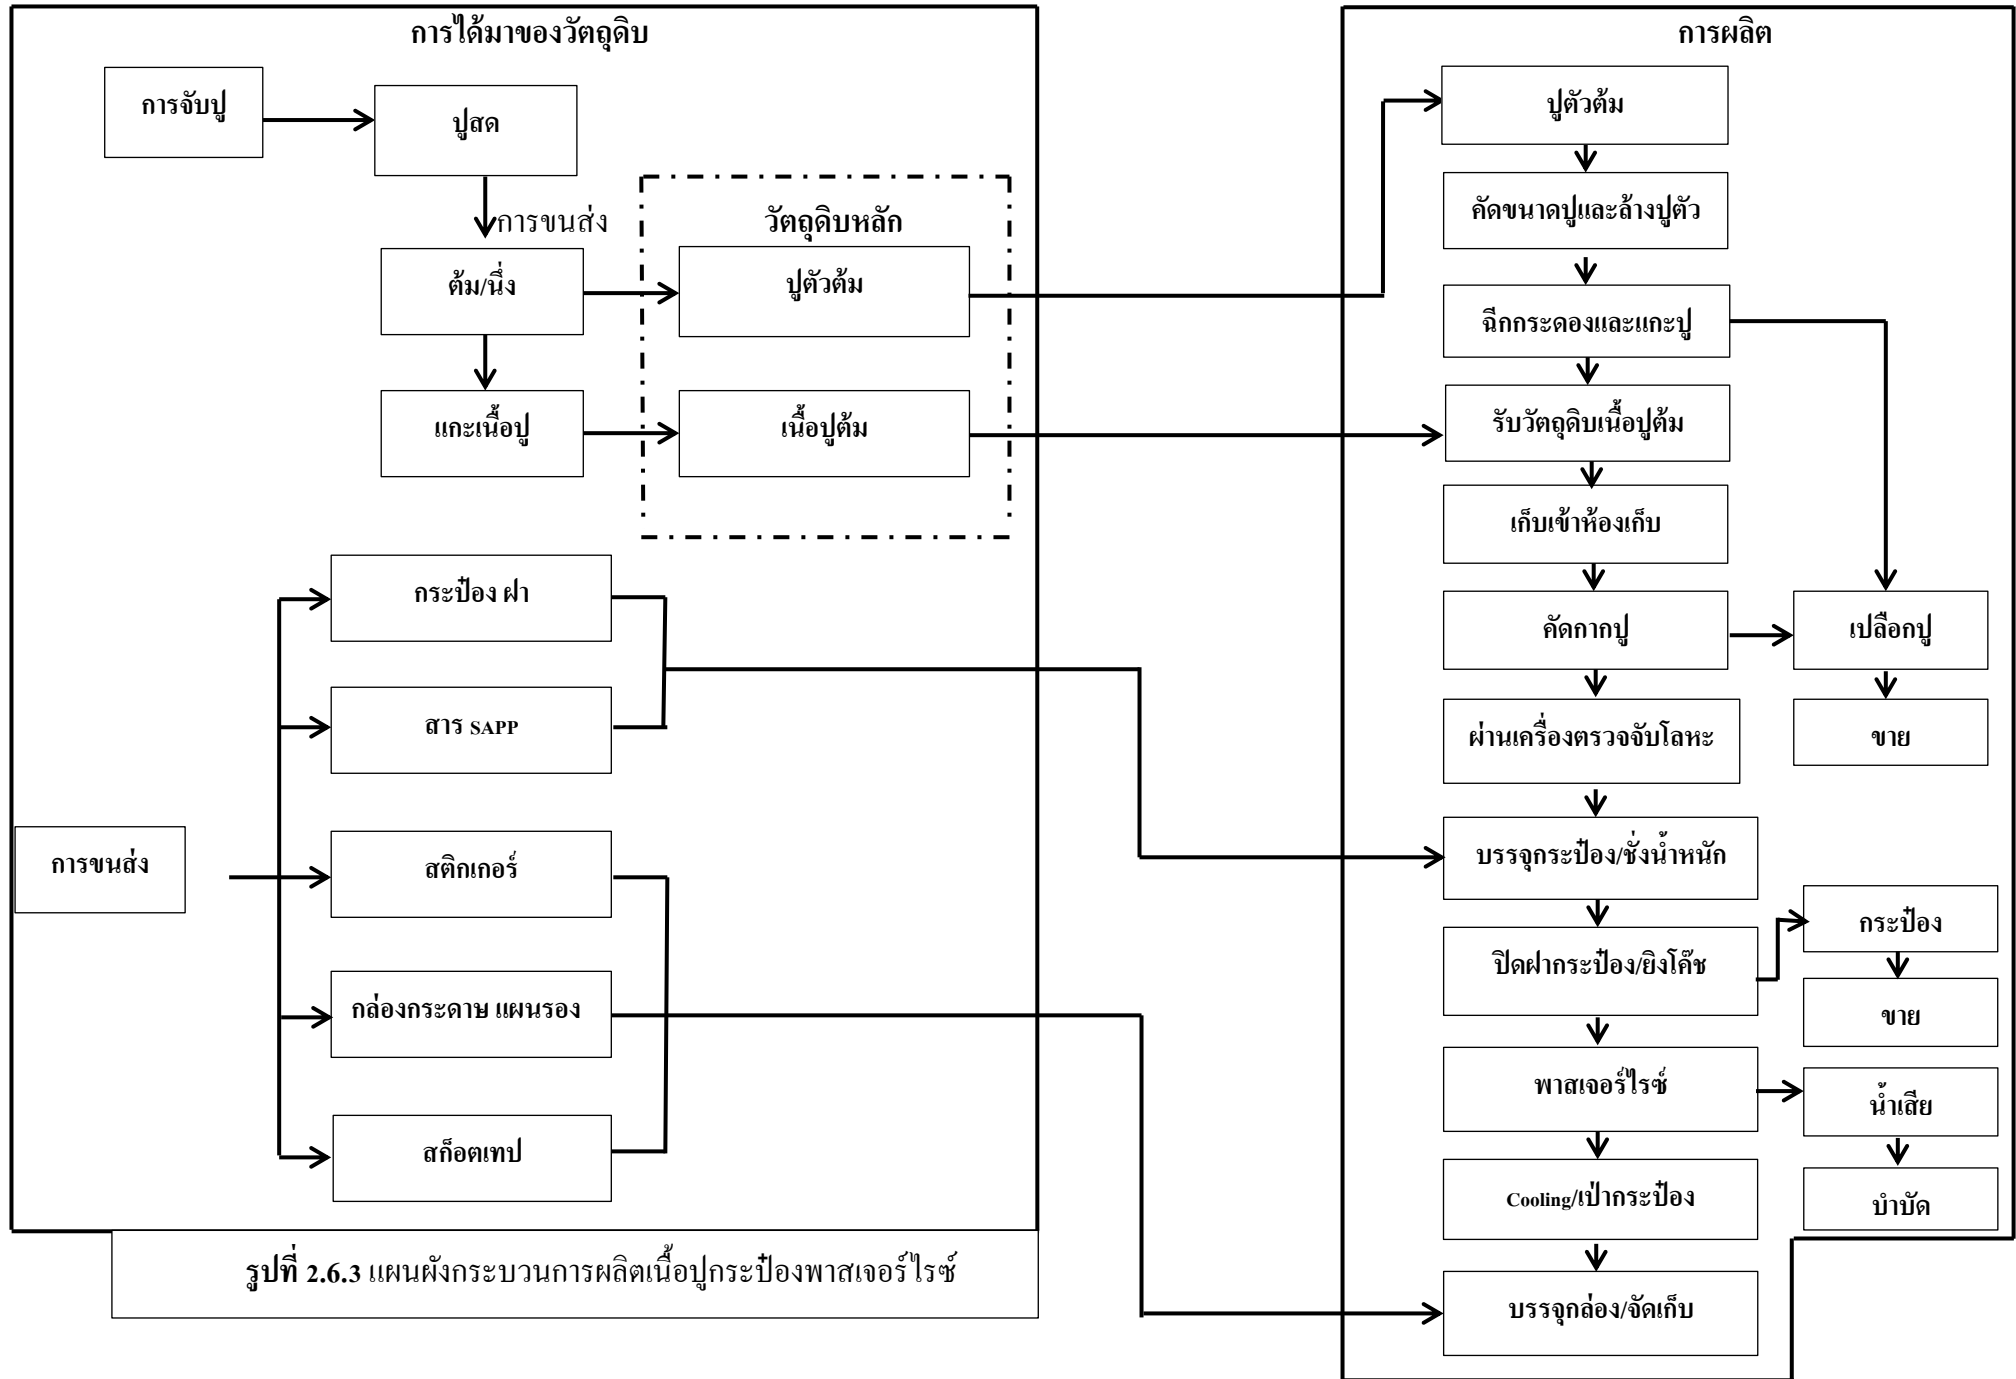 การได้มาของวัตถุดิบ
การจับปู
ปูสด
การขนส่ง
วัตถุดิบหลัก
ต้ม/นึ่ง
ปูตัวต้ม
แกะเนื้อปู
เนื้อปูต้ม
กระป๋อง ฝา
สาร SAPP
การขนส่ง
สติกเกอร์
กล่องกระดาษ แผนรอง
สก็อตเทป
รูปที่ 2.6.3 แผนผังกระบวนการผลิตเนื้อปูกระป๋องพาสเจอร์ไรซ์
การผลิต
ปูตัวต้ม
คัดขนาดปูและล้างปูตัว
ฉีกกระดองและแกะปู
รับวัตถุดิบเนื้อปูต้ม
เก็บเข้าห้องเก็บ
คัดกากปู
เปลือกปู
ผ่านเครื่องตรวจจับโลหะ
ขาย
บรรจุกระป๋อง/ชั่งน้ำหนัก
กระป๋อง
ปิดฝากระป๋อง/ยิงโค๊ช
ขาย
พาสเจอร์ไรซ์
น้ำเสีย
Cooling/เป่ากระป๋อง
บำบัด
บรรจุกล่อง/จัดเก็บ